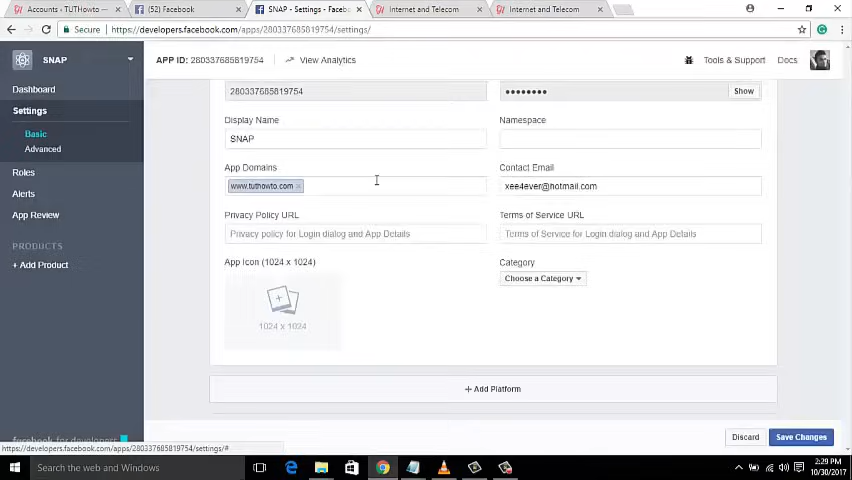 Accounts - TUTHowto ×
(52) Facebook ×
SNAP - Settings - Faceb ×
Internet and Telecom ×
Internet and Telecom ×
Secure
https://developers.facebook.com/apps/280337685819754/settings/
SNAP
APP ID: 280337685819754
View Analytics
Tools & Support
Docs
Dashboard
Settings
Basic
Advanced
Roles
Alerts
App Review
PRODUCTS
+ Add Product
280337685819754
●●●●●●●●
Show
Display Name
Namespace
SNAP
App Domains
Contact Email
www.tuthowto.com ×
xee4ever@hotmail.com
Privacy Policy URL
Terms of Service URL
Privacy policy for Login dialog and App Details
Terms of Service for Login dialog and App Details
App Icon (1024 x 1024)
Category
Choose a Category
1024 x 1024
+ Add Platform
facebook for developers
Discard
Save Changes
https://developers.facebook.com/apps/280337685819754/settings/#
Search the web and Windows
2:29 PM
10/30/2017